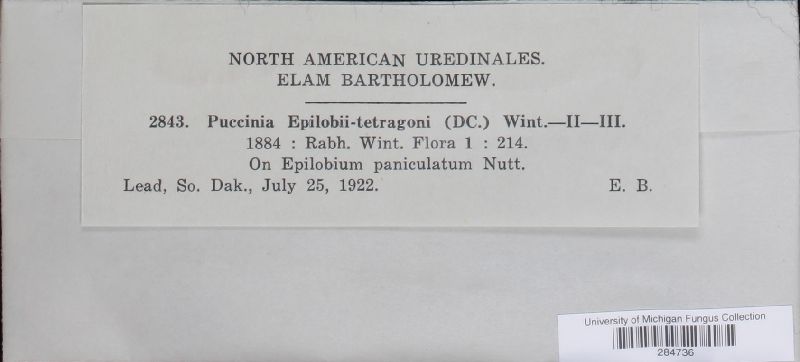 NORTH AMERICAN UREDINALES.
ELAM BARTHOLOMEW.
2843. Puccinia Epilobii-tetragoni (DC.) Wint.—II—III.
1884 : Rabh. Wint. Flora 1 : 214.
On Epilobium paniculatum Nutt.
Lead, So. Dak., July 25, 1922. E. B.
University of Michigan Fungus Collection
284736